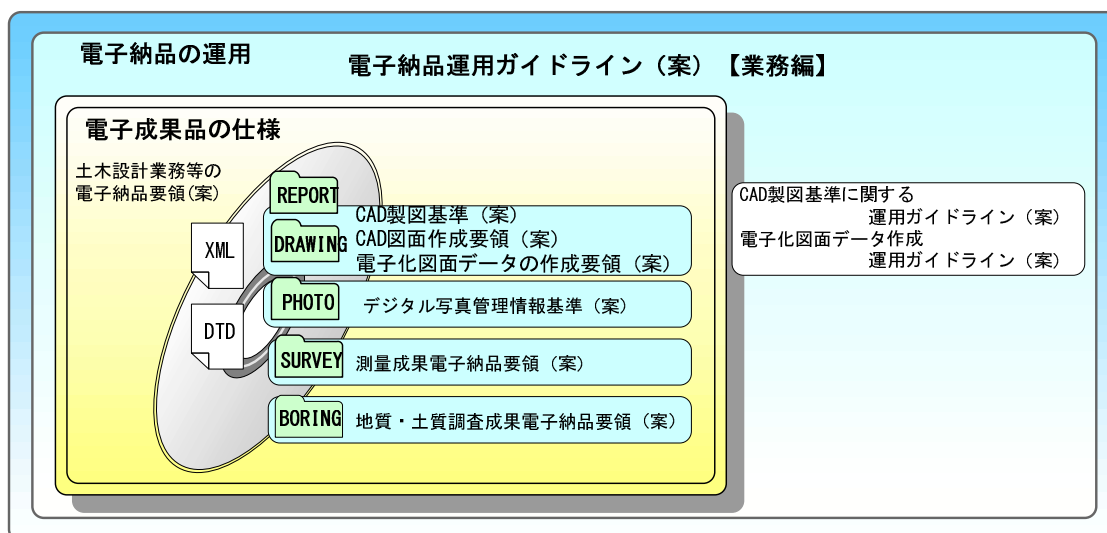 電子納品の運用
電子納品運用ガイドライン（案）【業務編】
電子成果品の仕様
土木設計業務等の
電子納品要領(案)
REPORT
XML
DTD
DRAWING
CAD製図基準（案）
CAD図面作成要領（案）
電子化図面データの作成要領（案）
PHOTO
デジタル写真管理情報基準（案）
SURVEY
測量成果電子納品要領（案）
BORING
地質・土質調査成果電子納品要領（案）
CAD製図基準に関する
運用ガイドライン（案）
電子化図面データ作成
運用ガイドライン（案）